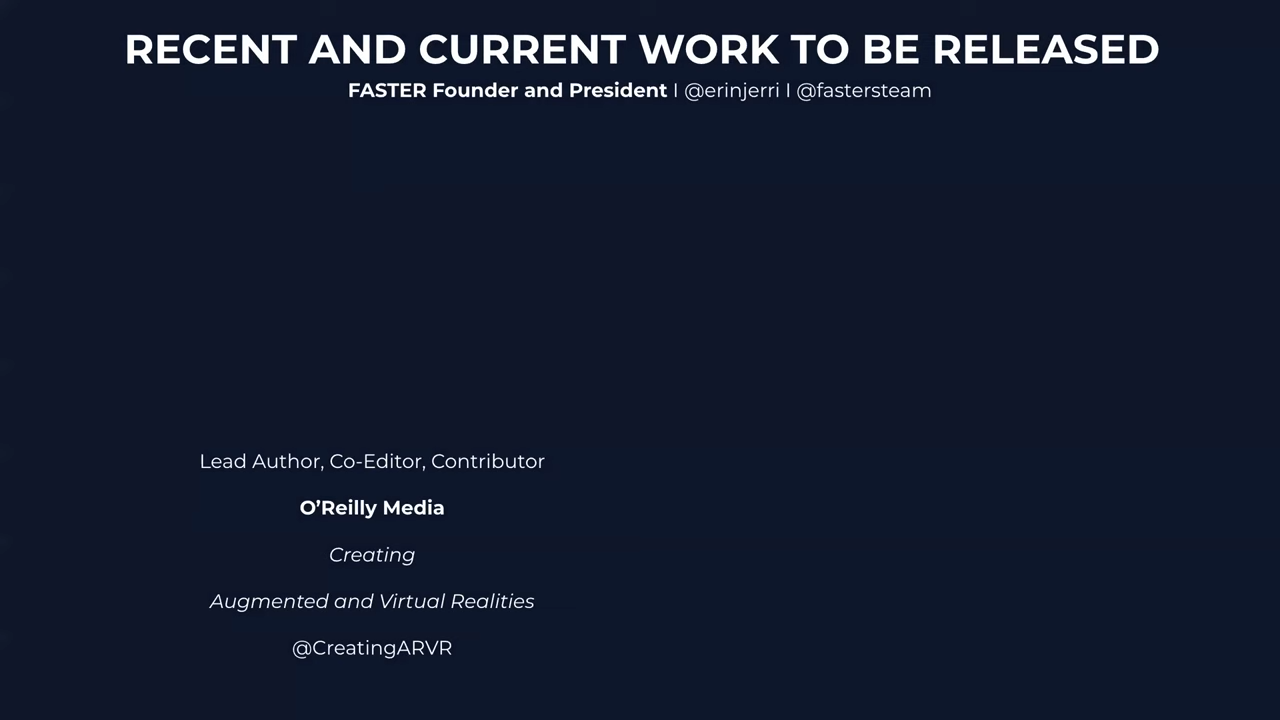 RECENT AND CURRENT WORK TO BE RELEASED
FASTER Founder and President I @erinjerri I @fastersteam
Lead Author, Co-Editor, Contributor
O’Reilly Media
Creating
Augmented and Virtual Realities
@CreatingARVR